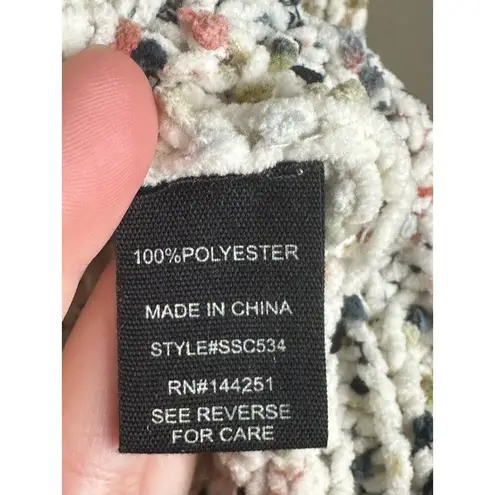 100%POLYESTER
MADE IN CHINA
STYLE#SSC534
RN#144251
SEE REVERSE
FOR CARE